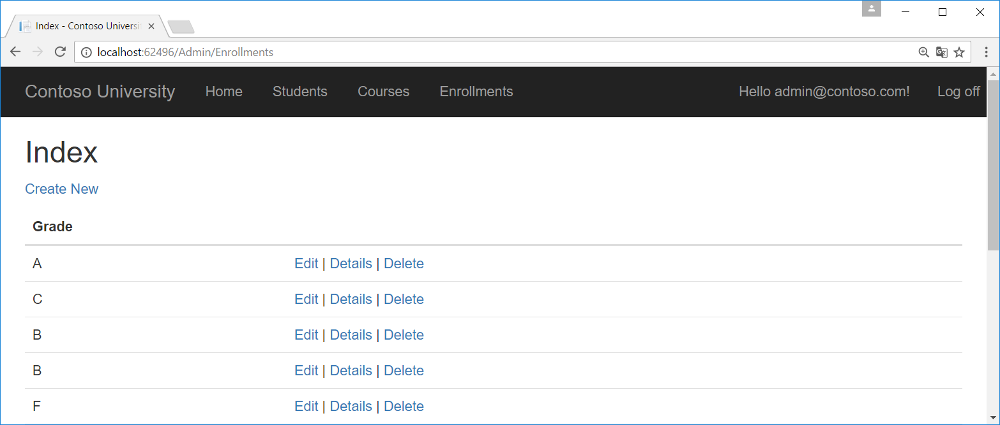 Index - Contoso Universi
localhost:62496/Admin/Enrollments
Contoso University Home Students Courses Enrollments Hello admin@contoso.com! Log off
Index
Create New
Grade
A Edit | Details | Delete
C Edit | Details | Delete
B Edit | Details | Delete
B Edit | Details | Delete
F Edit | Details | Delete